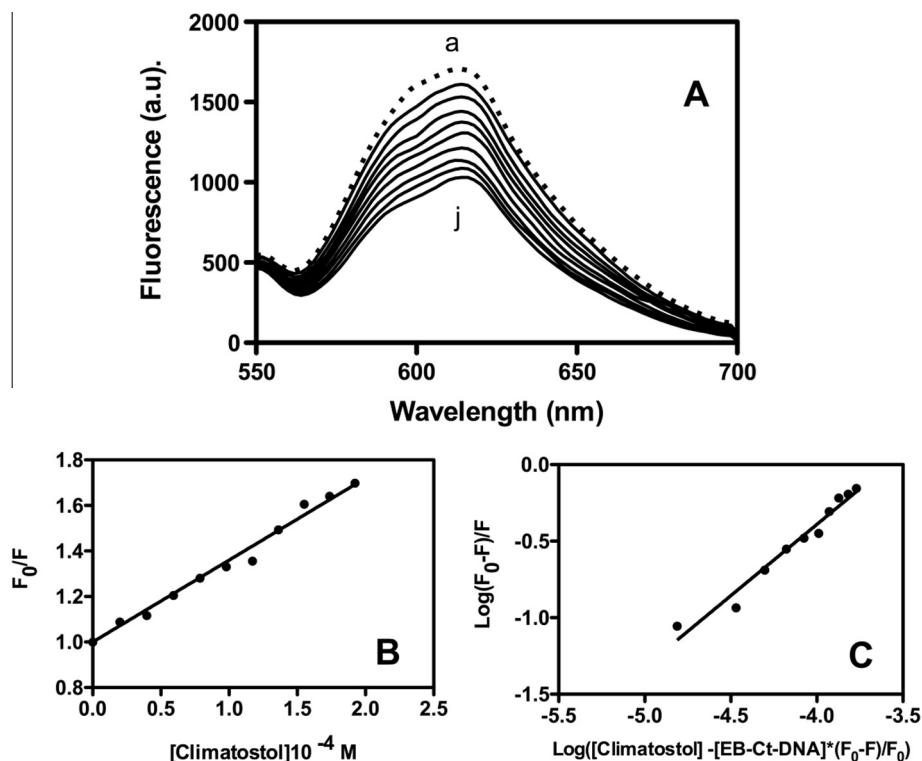 2000
1500
1000
500
0
Fluorescence (a.u).
a
j
A
550
600
650
700
Wavelength (nm)
1.8
1.6
1.4
1.2
1.0
0.8
F0/F
B
0.0
0.5
1.0
1.5
2.0
2.5
[Climatostol]10 -4 M
0.0
-0.5
-1.0
-1.5
Log(F0-F)/F
C
-5.5
-5.0
-4.5
-4.0
-3.5
Log([Climatostol] -[EB-Ct-DNA]*(F0-F)/F0)